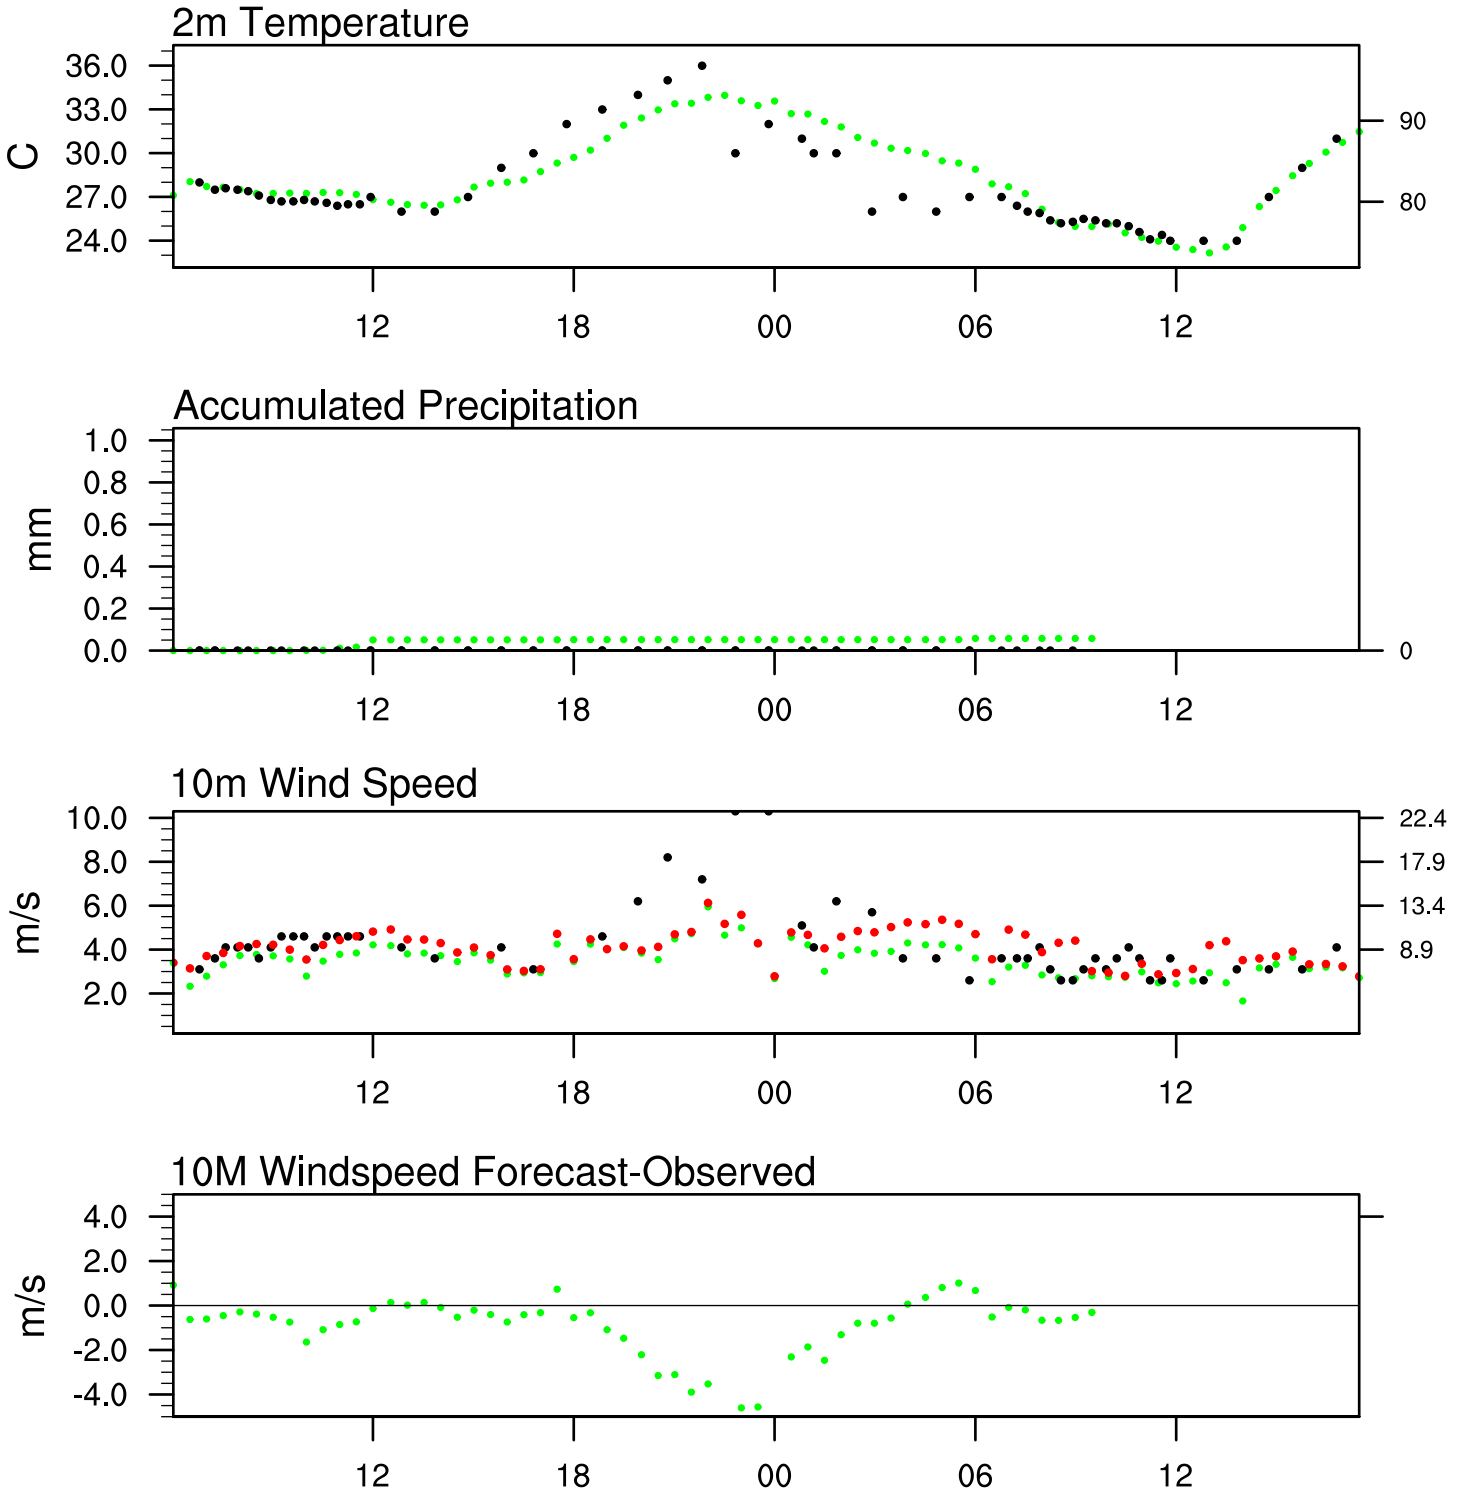 2m Temperature
36.0
33.0
30.0
27.0
24.0
C
90
80
12 18 00 06 12
Accumulated Precipitation
1.0
0.8
0.6
0.4
0.2
0.0
mm
0
12 18 00 06 12
10m Wind Speed
10.0
8.0
6.0
4.0
2.0
m/s
22.4
17.9
13.4
8.9
12 18 00 06 12
10M Windspeed Forecast-Observed
4.0
2.0
0.0
-2.0
-4.0
m/s
12 18 00 06 12